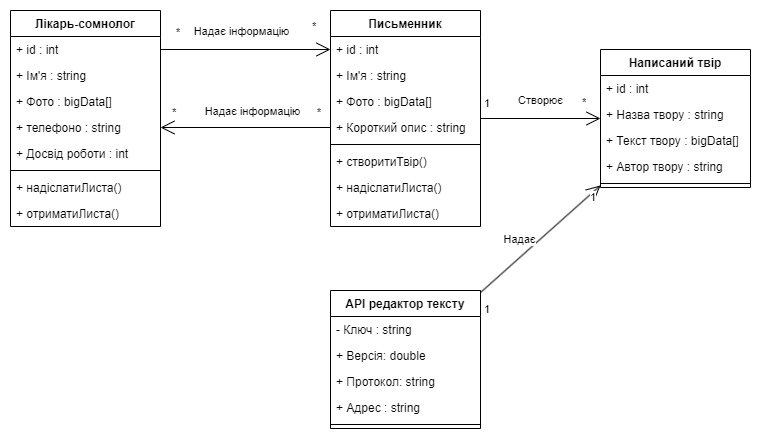 Лікарь-сомнолог
+ id : int
+ Ім'я : string
+ Фото : bigData[]
+ телефоно : string
+ Досвід роботи : int
+ надіслатиЛиста()
+ отриматиЛиста()
* Надає інформацію *
* Надає інформацію *
Письменник
+ id : int
+ Ім'я : string
+ Фото : bigData[]
+ Короткий опис : string
+ створитиТвір()
+ надіслатиЛиста()
+ отриматиЛиста()
1 Створює *
Написаний твір
+ id : int
+ Назва твору : string
+ Текст твору : bigData[]
+ Автор твору : string
1
Надає
1
API редактор тексту
- Ключ : string
+ Версія: double
+ Протокол: string
+ Адрес : string